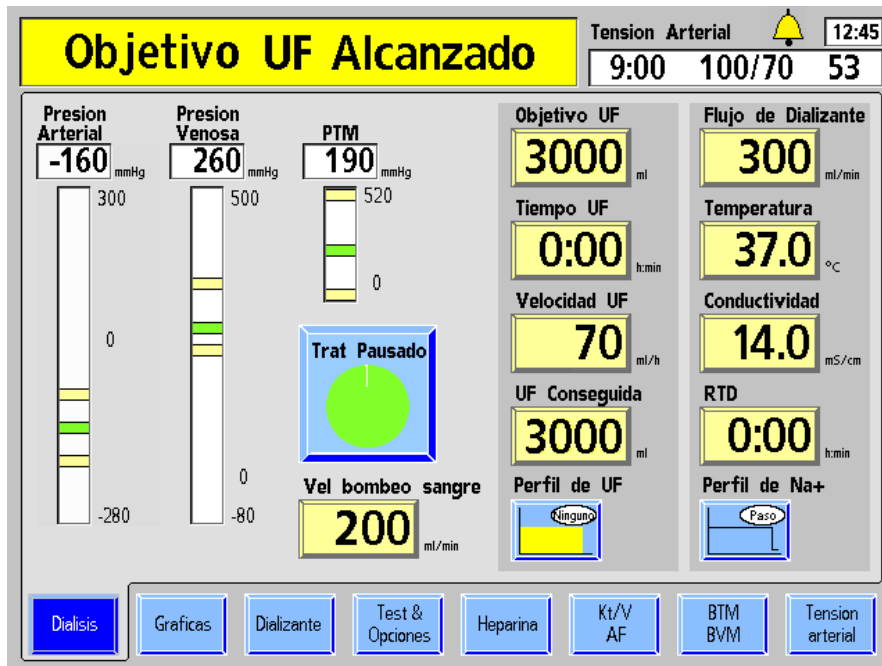 Objetivo UF Alcanzado
Tension Arterial
12:45
9:00 100/70 53
Presion
Arterial
-160 mmHg
300
0
-280
Presion
Venosa
260 mmHg
500
0
-80
PTM
190 mmHg
520
0
Trat Pausado
Vel bombeo sangre
200 ml/min
Objetivo UF
3000 ml
Tiempo UF
0:00 h:min
Velocidad UF
70 ml/h
UF Conseguida
3000 ml
Perfil de UF
Ninguno
Flujo de Dializante
300 ml/min
Temperatura
37.0 °C
Conductividad
14.0 mS/cm
RTD
0:00 h:min
Perfil de Na+
Paso
Dialisis
Graficas
Dializante
Test &
Opciones
Heparina
Kt/V
AF
BTM
BVM
Tension
arterial